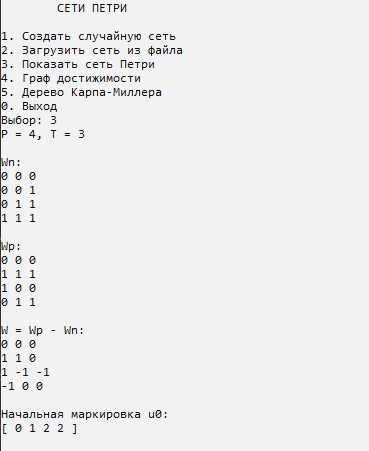 СЕТИ ПЕТРИ
1. Создать случайную сеть
2. Загрузить сеть из файла
3. Показать сеть Петри
4. Граф достижимости
5. Дерево Карпа-Миллера
0. Выход
Выбор: 3
P = 4, T = 3
Wn:
0 0 0
0 0 1
0 1 1
1 1 1
Wp:
0 0 0
1 1 1
1 0 0
0 1 1
W = Wp - Wn:
0 0 0
1 1 0
1 -1 -1
-1 0 0
Начальная маркировка u0:
[ 0 1 2 2 ]